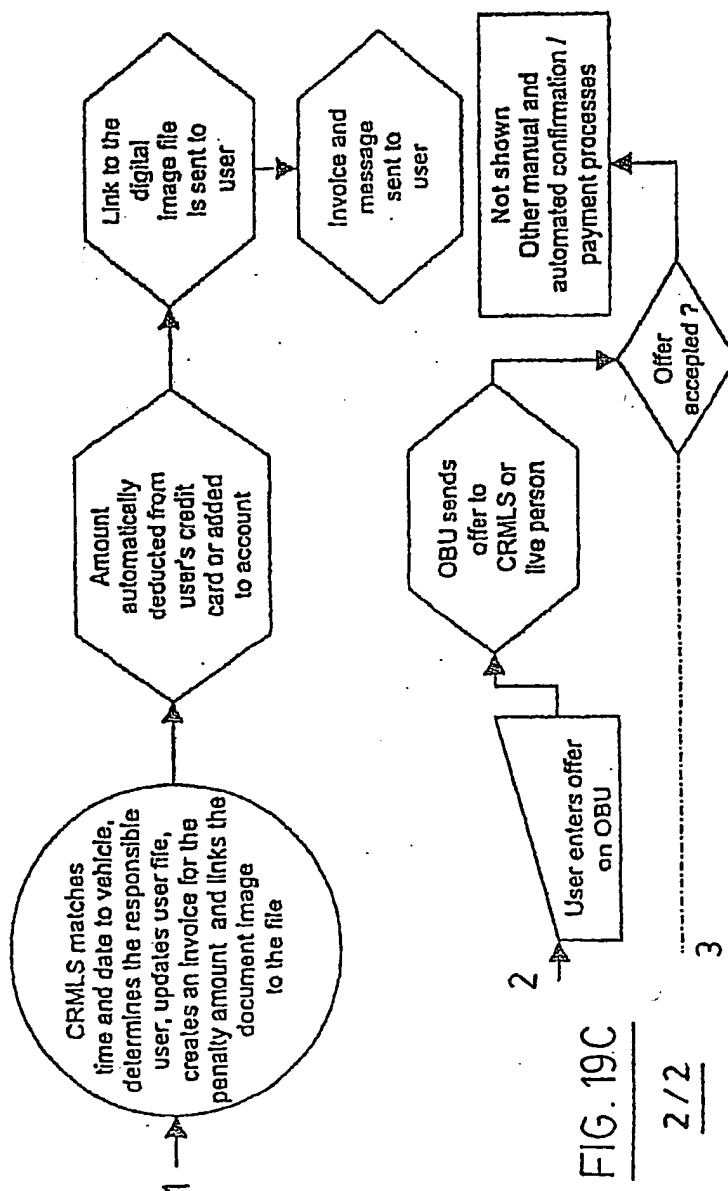 1
CRMLS matches
time and date to vehicle,
determines the responsible
user, updates user file,
creates an invoice for the
penalty amount and links the
document image
to the file
Amount
automatically
deducted from
user's credit
card or added
to account
Link to the
digital
image file
is sent to
user
Invoice and
message
sent to
user
2
User enters offer
on OBU
OBU sends
offer to
CRMLS or
live person
Offer
accepted ?
Not shown
Other manual and
automated confirmation /
payment processes
3
FIG. 19C
2/2